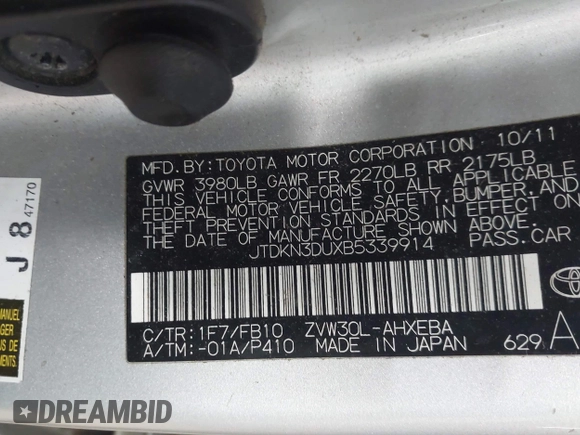 MFD. BY: TOYOTA MOTOR CORPORATION 10/11
GVWR 3980LB GAWR FR 2270LB RR 2175LB
THIS VEHICLE CONFORMS TO ALL APPLICABLE
FEDERAL MOTOR VEHICLE SAFETY, BUMPER, AND
THEFT PREVENTION STANDARDS IN EFFECT ON
THE DATE OF MANUFACTURE SHOWN ABOVE.
JTDKN3DUXB5339914 PASS. CAR
C/TR: 1F7/FB10 ZVW30L-AHXEBA
A/TM: -01A/P410 MADE IN JAPAN 629 A
J 8 47170
MANUAL
DREAMBID